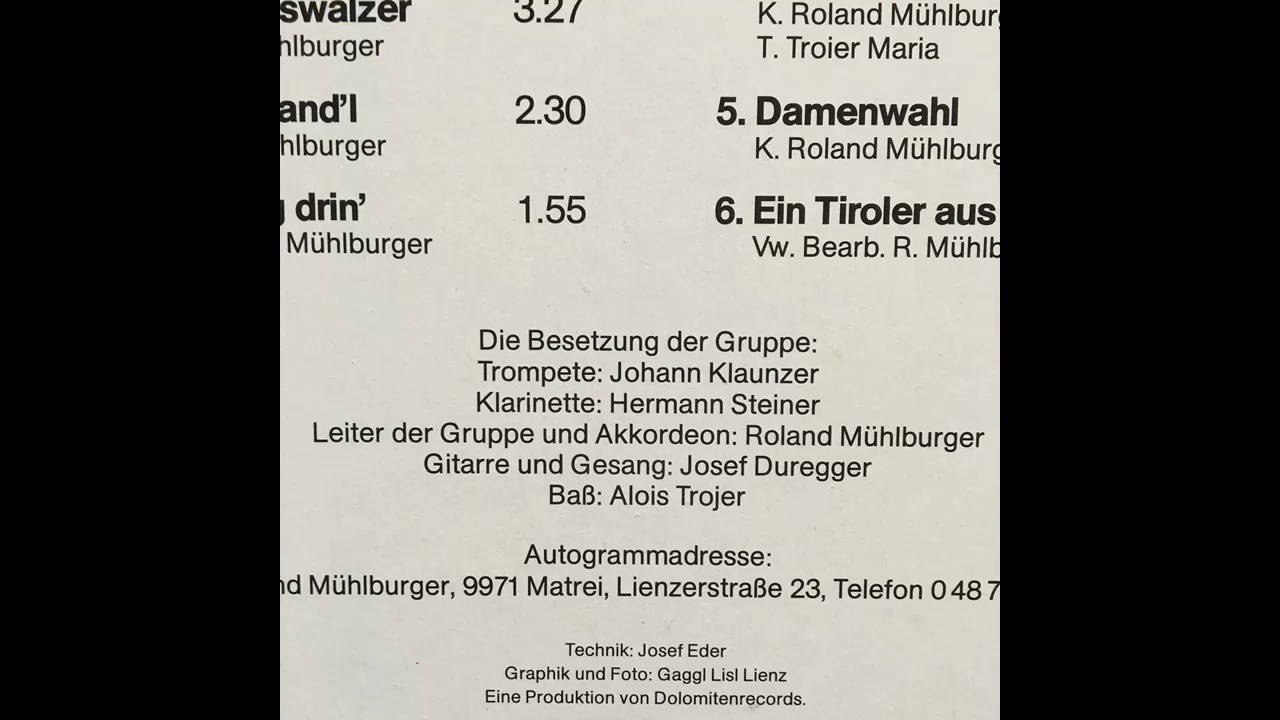 swalzer 3.27
hlburger
and'l 2.30
hlburger
drin' 1.55
Mühlburger
K. Roland Mühlbur
T. Troier Maria
5. Damenwahl
K. Roland Mühlburg
6. Ein Tiroler aus
Vw. Bearb. R. Mühlb
Die Besetzung der Gruppe:
Trompete: Johann Klaunzer
Klarinette: Hermann Steiner
Leiter der Gruppe und Akkordeon: Roland Mühlburger
Gitarre und Gesang: Josef Duregger
Baß: Alois Trojer
Autogrammadresse:
nd Mühlburger, 9971 Matrei, Lienzerstraße 23, Telefon 0 48 7
Technik: Josef Eder
Graphik und Foto: Gaggl Lisl Lienz
Eine Produktion von Dolomitenrecords.